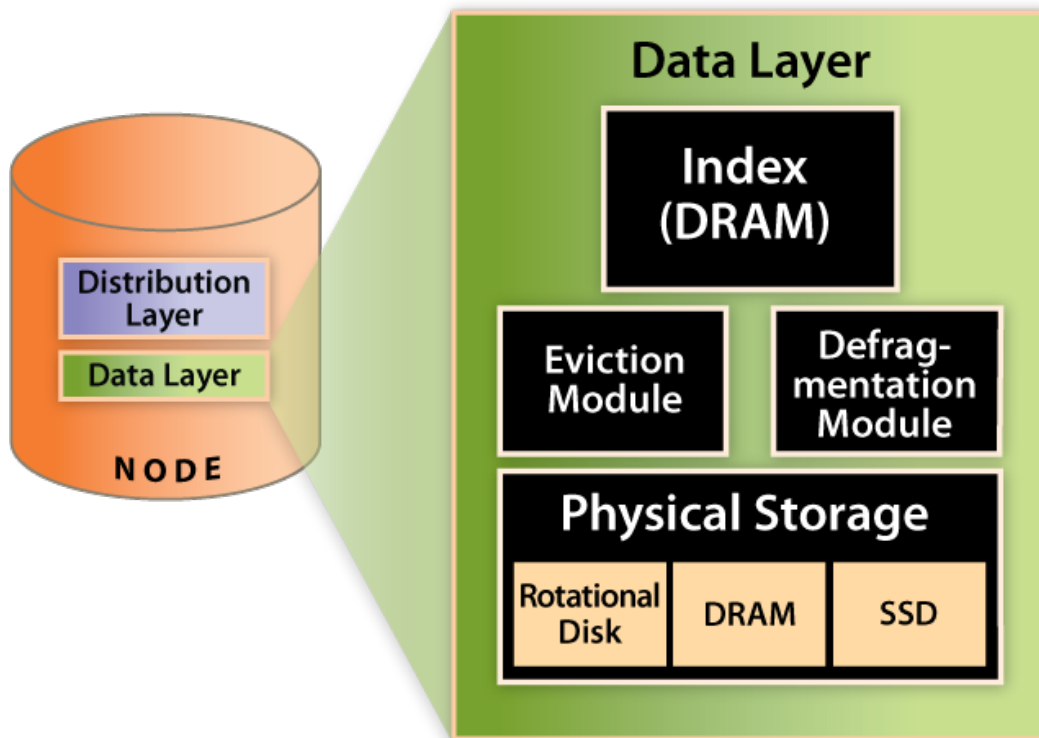 Distribution
Layer
Data Layer
NODE
Data Layer
Index
(DRAM)
Eviction
Module
Defrag-
mentation
Module
Physical Storage
Rotational
Disk
DRAM
SSD